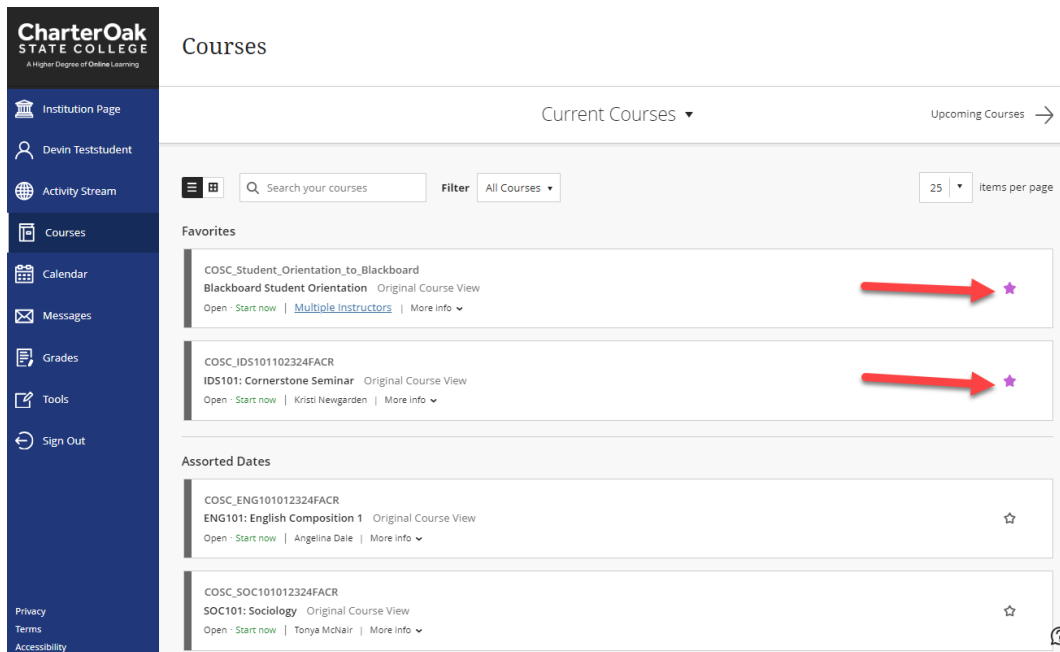 CharterOak
STATE COLLEGE
A Higher Degree of Online Learning
Institution Page
Devin Teststudent
Activity Stream
Courses
Calendar
Messages
Grades
Tools
Sign Out
Privacy
Terms
Accessibility
Courses
Current Courses
Upcoming Courses
Search your courses
Filter
All Courses
25
items per page
Favorites
COSC_Student_Orientation_to_Blackboard
Blackboard Student Orientation Original Course View
Open · Start now | Multiple Instructors | More info
COSC_IDS101102324FACR
IDS101: Cornerstone Seminar Original Course View
Open · Start now | Kristi Newgarden | More info
Assorted Dates
COSC_ENG101012324FACR
ENG101: English Composition 1 Original Course View
Open · Start now | Angelina Dale | More info
COSC_SOC101012324FACR
SOC101: Sociology Original Course View
Open · Start now | Tonya McNair | More info